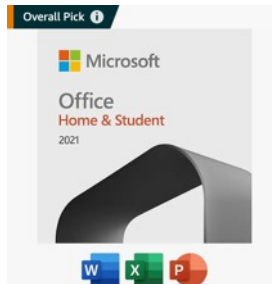 Overall Pick
Microsoft
Office
Home & Student
2021
W X P